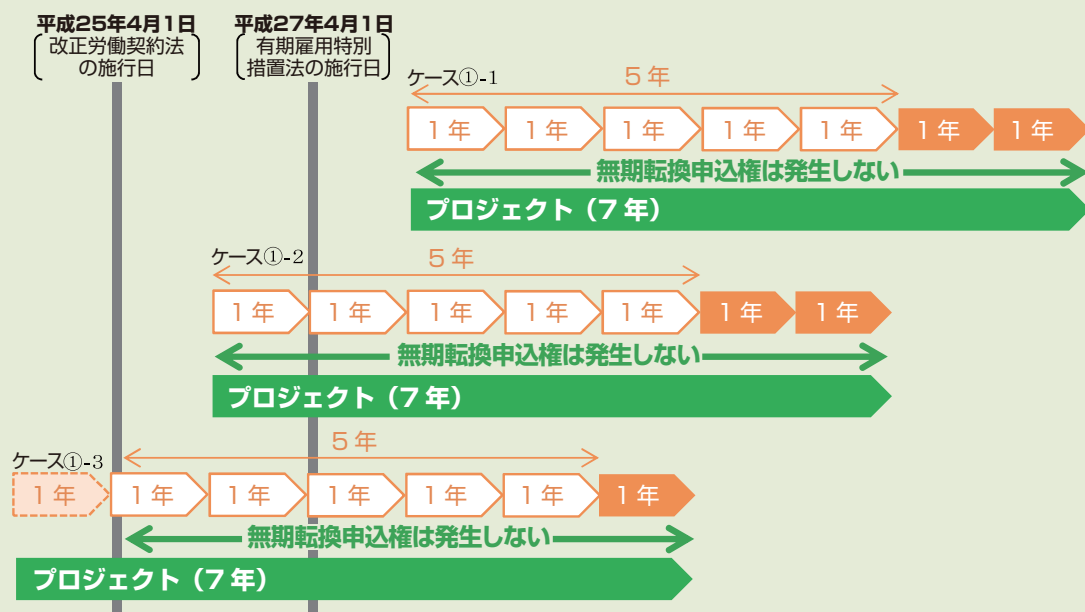 平成25年4月1日
改正労働契約法
の施行日
平成27年4月1日
有期雇用特別
措置法の施行日
ケース①-1
5年
1年 1年 1年 1年 1年 1年 1年
無期転換申込権は発生しない
プロジェクト(7年)
ケース①-2
5年
1年 1年 1年 1年 1年 1年 1年
無期転換申込権は発生しない
プロジェクト(7年)
ケース①-3
5年
1年 1年 1年 1年 1年 1年 1年
無期転換申込権は発生しない
プロジェクト(7年)